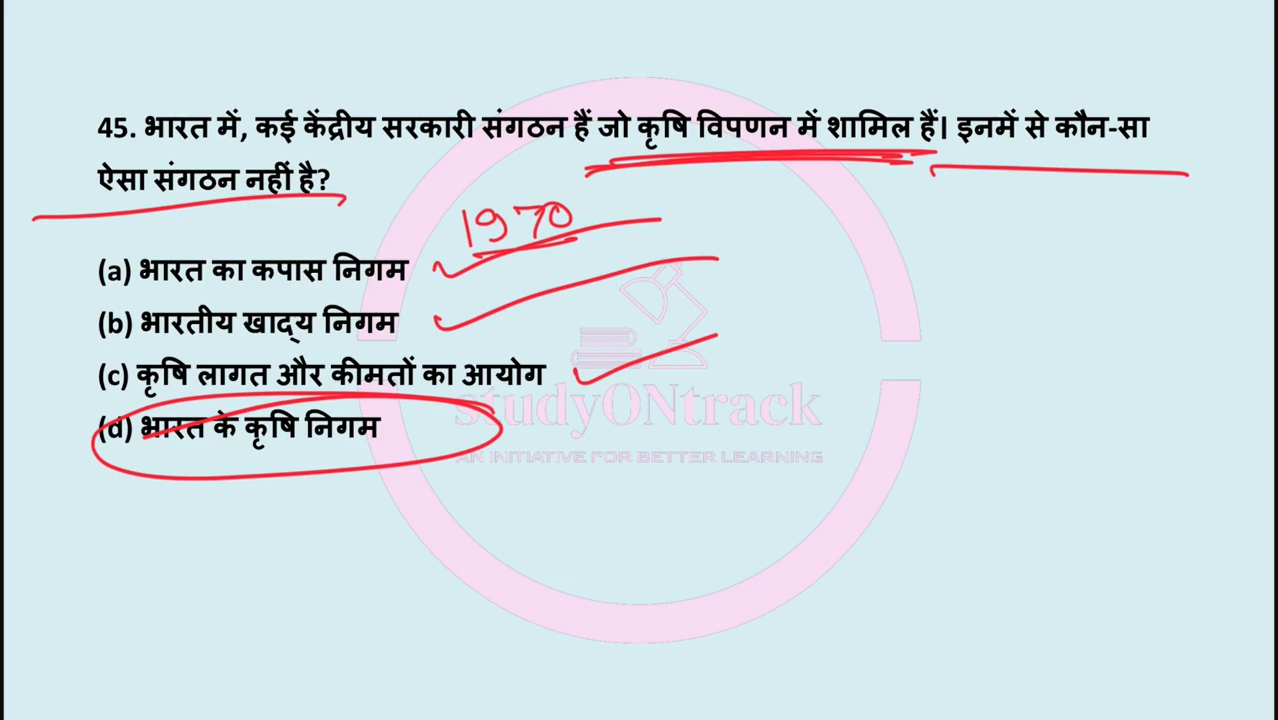 45. भारत में, कई केंद्रीय सरकारी संगठन हैं जो कृषि विपणन में शामिल हैं। इनमें से कौन-सा
ऐसा संगठन नहीं है?
1970
(a) भारत का कपास निगम
(b) भारतीय खाद्य निगम
(c) कृषि लागत और कीमतों का आयोग
studyONtrack
(d) भारत के कृषि निगम
AN INITIATIVE FOR BETTER LEARNING